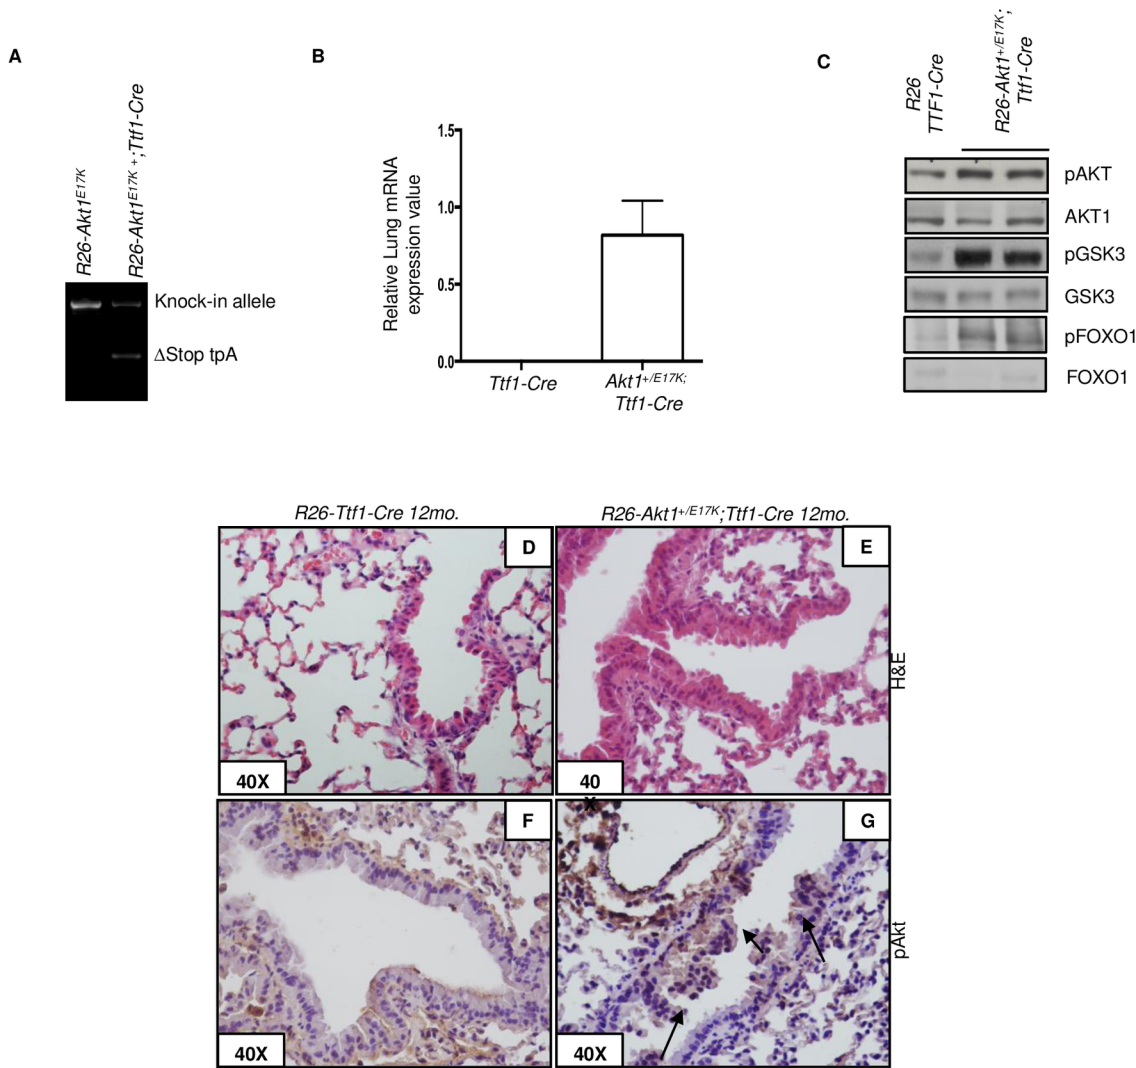 A
R26-Akt1E17K
R26-Akt1E17K +;Ttf1-Cre
Knock-in allele
ΔStop tpA
B
Relative Lung mRNA
expression value
1.5
1.0
0.5
0.0
Ttf1-Cre
Akt1+/E17K;
Ttf1-Cre
C
R26
TTF1-Cre
R26-Akt1+/E17K;
Ttf1-Cre
pAKT
AKT1
pGSK3
GSK3
pFOXO1
FOXO1
R26-Ttf1-Cre 12mo.
R26-Akt1+/E17K;Ttf1-Cre 12mo.
D
40X
E
40
X
H&E
F
40X
G
40X
pAkt